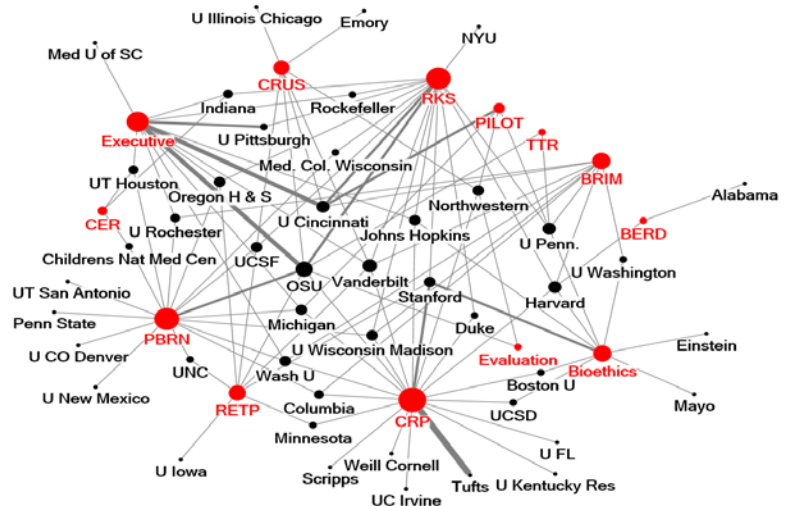 U Illinois Chicago
Emory
NYU
Med U of SC
CRUS
RKS
Indiana
Rockefeller
PILOT
Executive
U Pittsburgh
TTR
Med. Col. Wisconsin
BRIM
UT Houston
Oregon H & S
Northwestern
Alabama
CER
U Rochester
U Cincinnati
Johns Hopkins
U Penn.
BERD
Childrens Nat Med Cen
UCSF
OSU
Vanderbilt
Stanford
U Washington
UT San Antonio
Harvard
Penn State
PBRN
Michigan
Duke
U CO Denver
U Wisconsin Madison
Evaluation
Bioethics
Einstein
UNC
Wash U
Boston U
U New Mexico
RETP
Columbia
CRP
UCSD
Mayo
Minnesota
U Iowa
Weill Cornell
U FL
Scripps
UC Irvine
Tufts
U Kentucky Res